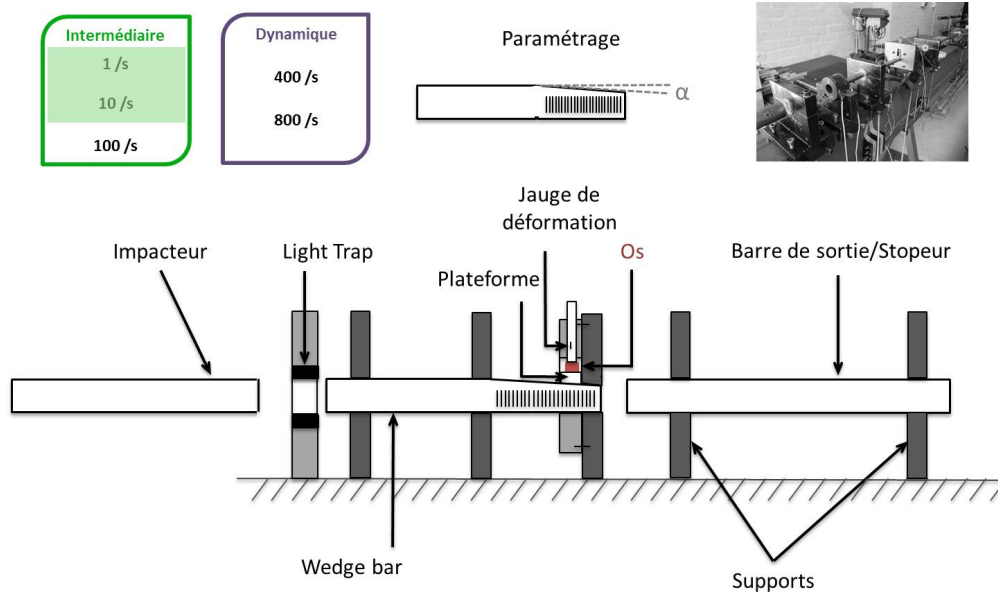 Intermédiaire
1 /s
10 /s
100 /s
Dynamique
400 /s
800 /s
Paramétrage
α
Jauge de
déformation
Impacteur
Light Trap
Plateforme
Os
Barre de sortie/Stopeur
Wedge bar
Supports